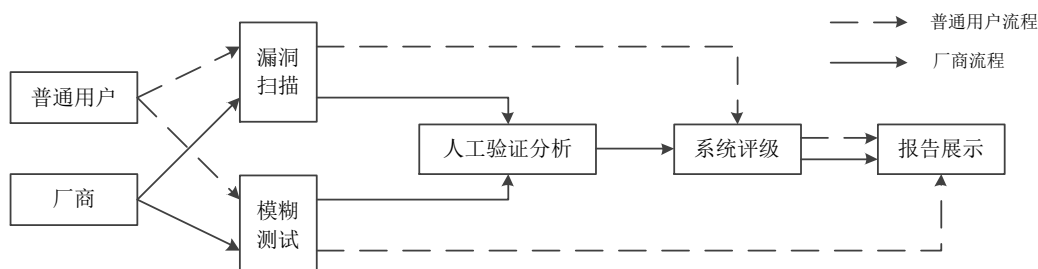 普通用户流程
厂商流程
漏洞
扫描
普通用户
人工验证分析
系统评级
报告展示
厂商
模糊
测试